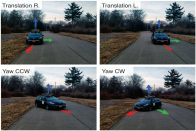 Translation R.
Translation L.
Yaw CCW
Yaw CW